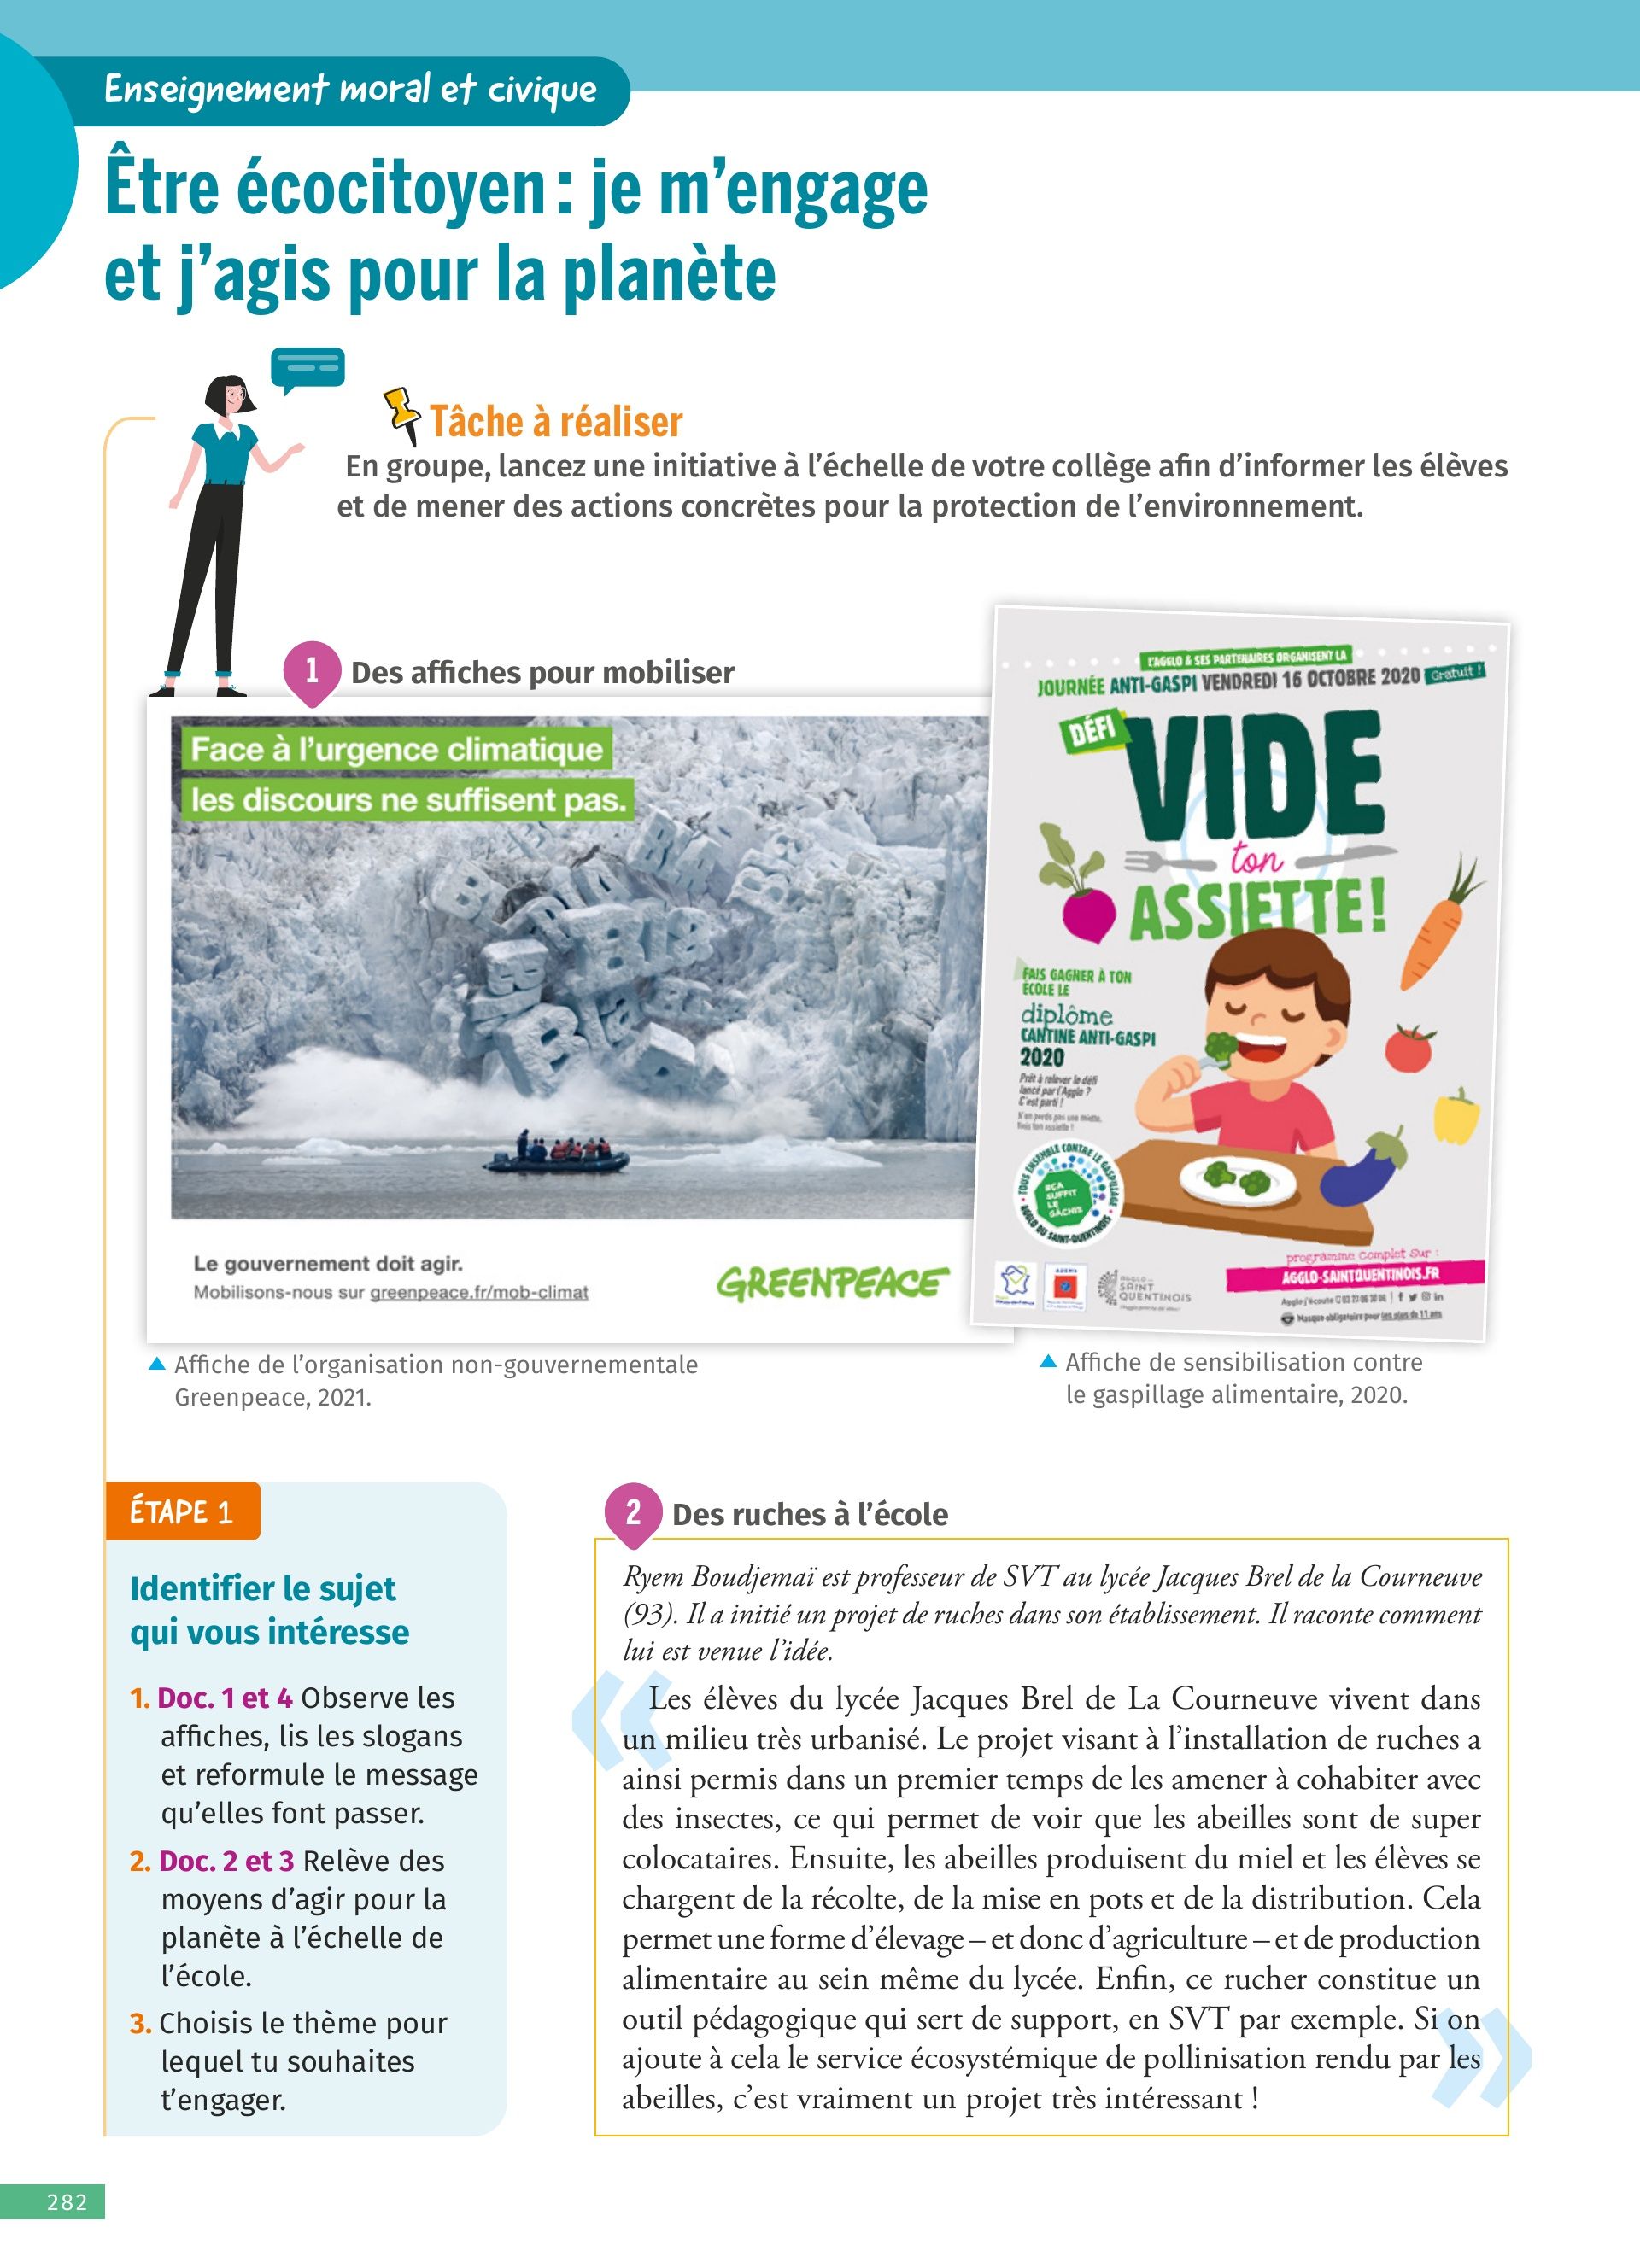 Enseignement moral et civique
Être écocitoyen : je m'engage
et j'agis pour la planète
Tâche à réaliser
En groupe, lancez une initiative à l'échelle de votre collège afin d'informer les élèves
et de mener des actions concrètes pour la protection de l'environnement.
1 Des affiches pour mobiliser
Face à l'urgence climatique
les discours ne suffisent pas.
Bla
Bla
Bla
Bla
Bla
Le gouvernement doit agir.
Mobilisons-nous sur greenpeace.fr/mob-climat
GREENPEACE
▲ Affiche de l'organisation non-gouvernementale
Greenpeace, 2021.
L'AGGLO & SES PARTENAIRES ORGANISENT LA
JOURNÉE ANTI-GASPI VENDREDI 16 OCTOBRE 2020 Gratuit !
DÉFI
VIDE
ton
ASSIETTE !
FAIS GAGNER À TON
ÉCOLE LE
diplôme
CANTINE ANTI-GASPI
2020
Prêt à relever le défi
lancé par l'Agglo ?
C'est parti !
N'en perds pas une miette,
finis ton assiette !
TOUS ENSEMBLE CONTRE LE GASPILLAGE
#ÇA
SUFFIT
LE
GÂCHIS
AGGLO DU SAINT-QUENTINOIS
ADEME
AGGLO
SAINT
QUENTINOIS
programme complet sur :
AGGLO-SAINTQUENTINOIS.FR
Agglo j'écoute
Masque obligatoire pour les plus de 11 ans
▲ Affiche de sensibilisation contre
le gaspillage alimentaire, 2020.
ÉTAPE 1
Identifier le sujet
qui vous intéresse
1. Doc. 1 et 4 Observe les
affiches, lis les slogans
et reformule le message
qu'elles font passer.
2. Doc. 2 et 3 Relève des
moyens d'agir pour la
planète à l'échelle de
l'école.
3. Choisis le thème pour
lequel tu souhaites
t'engager.
2 Des ruches à l'école
Ryem Boudjemaï est professeur de SVT au lycée Jacques Brel de la Courneuve
(93). Il a initié un projet de ruches dans son établissement. Il raconte comment
lui est venue l'idée.
« Les élèves du lycée Jacques Brel de La Courneuve vivent dans
un milieu très urbanisé. Le projet visant à l'installation de ruches a
ainsi permis dans un premier temps de les amener à cohabiter avec
des insectes, ce qui permet de voir que les abeilles sont de super
colocataires. Ensuite, les abeilles produisent du miel et les élèves se
chargent de la récolte, de la mise en pots et de la distribution. Cela
permet une forme d'élevage – et donc d'agriculture – et de production
alimentaire au sein même du lycée. Enfin, ce rucher constitue un
outil pédagogique qui sert de support, en SVT par exemple. Si on
ajoute à cela le service écosystémique de pollinisation rendu par les
abeilles, c'est vraiment un projet très intéressant ! »
282